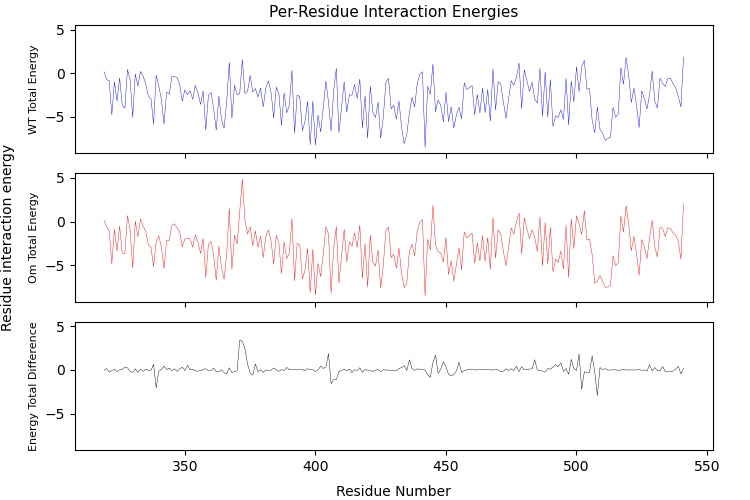 Per-Residue Interaction Energies
Residue interaction energy
WT Total Energy
5
0
−5
Om Total Energy
5
0
−5
Energy Total Difference
5
0
−5
350
400
450
500
550
Residue Number